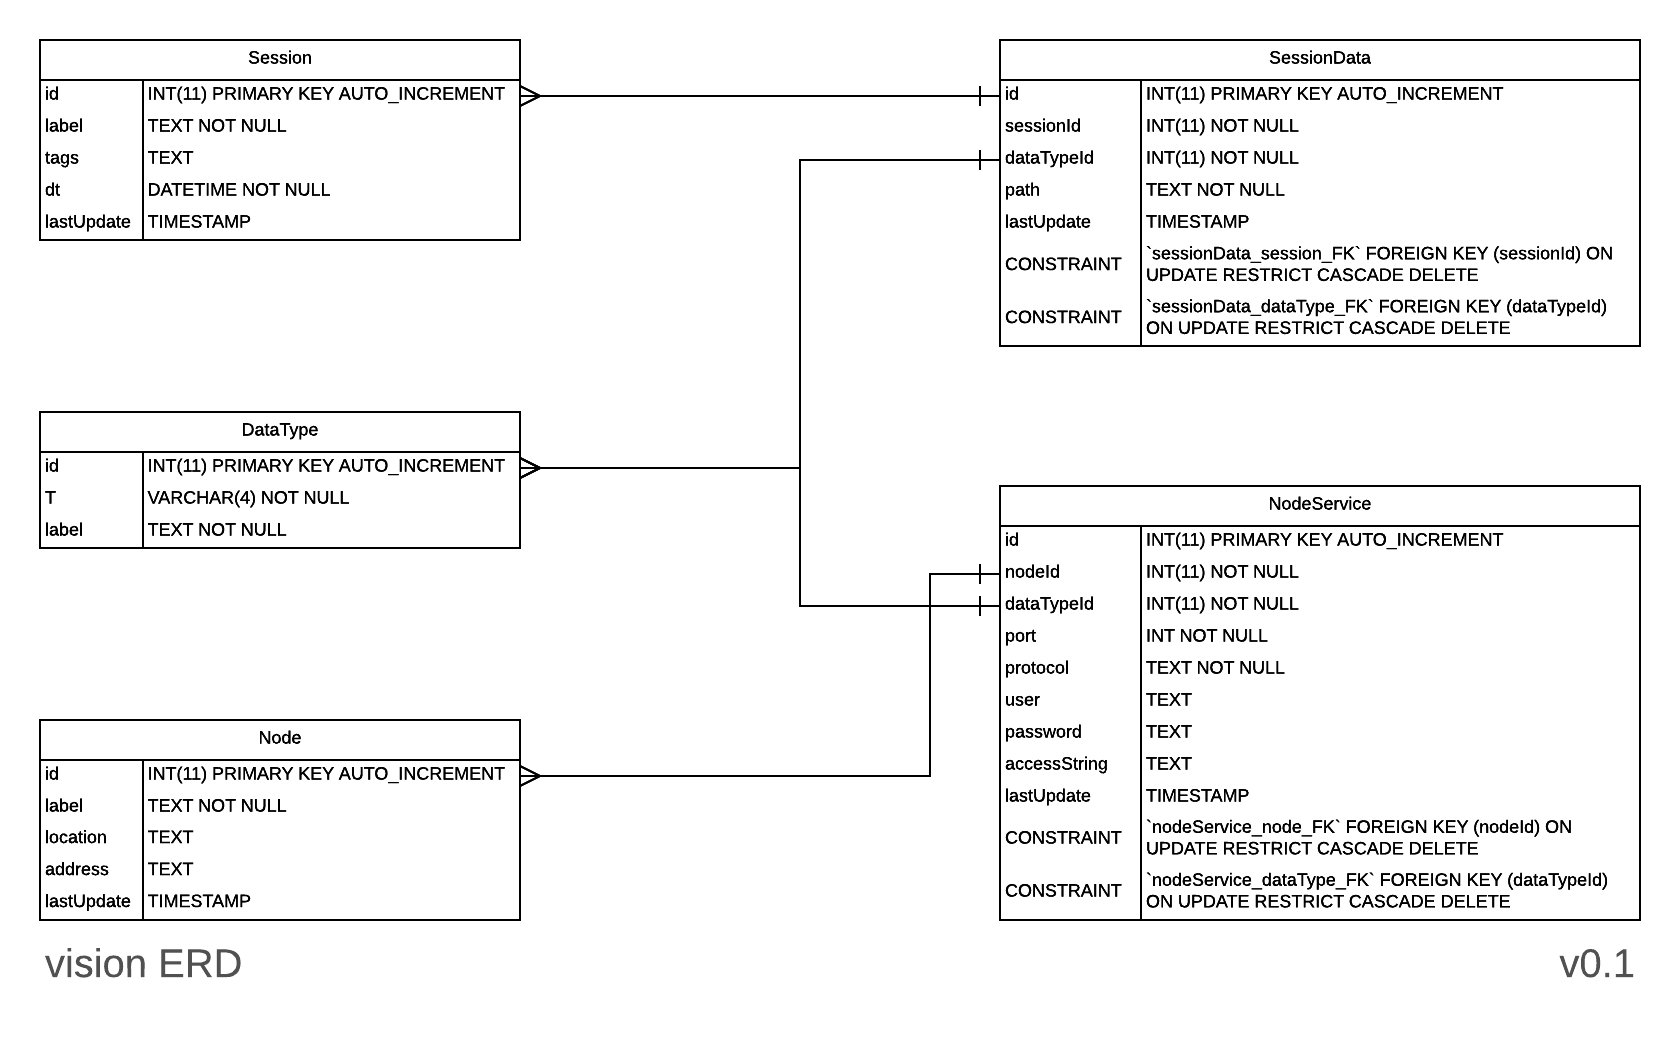 Session
id INT(11) PRIMARY KEY AUTO_INCREMENT
label TEXT NOT NULL
tags TEXT
dt DATETIME NOT NULL
lastUpdate TIMESTAMP
SessionData
id INT(11) PRIMARY KEY AUTO_INCREMENT
sessionId INT(11) NOT NULL
dataTypeId INT(11) NOT NULL
path TEXT NOT NULL
lastUpdate TIMESTAMP
CONSTRAINT `sessionData_session_FK` FOREIGN KEY (sessionId) ON
UPDATE RESTRICT CASCADE DELETE
CONSTRAINT `sessionData_dataType_FK` FOREIGN KEY (dataTypeId)
ON UPDATE RESTRICT CASCADE DELETE
DataType
id INT(11) PRIMARY KEY AUTO_INCREMENT
T VARCHAR(4) NOT NULL
label TEXT NOT NULL
NodeService
id INT(11) PRIMARY KEY AUTO_INCREMENT
nodeId INT(11) NOT NULL
dataTypeId INT(11) NOT NULL
port INT NOT NULL
protocol TEXT NOT NULL
user TEXT
password TEXT
accessString TEXT
lastUpdate TIMESTAMP
CONSTRAINT `nodeService_node_FK` FOREIGN KEY (nodeId) ON
UPDATE RESTRICT CASCADE DELETE
CONSTRAINT `nodeService_dataType_FK` FOREIGN KEY (dataTypeId)
ON UPDATE RESTRICT CASCADE DELETE
Node
id INT(11) PRIMARY KEY AUTO_INCREMENT
label TEXT NOT NULL
location TEXT
address TEXT
lastUpdate TIMESTAMP
vision ERD
v0.1